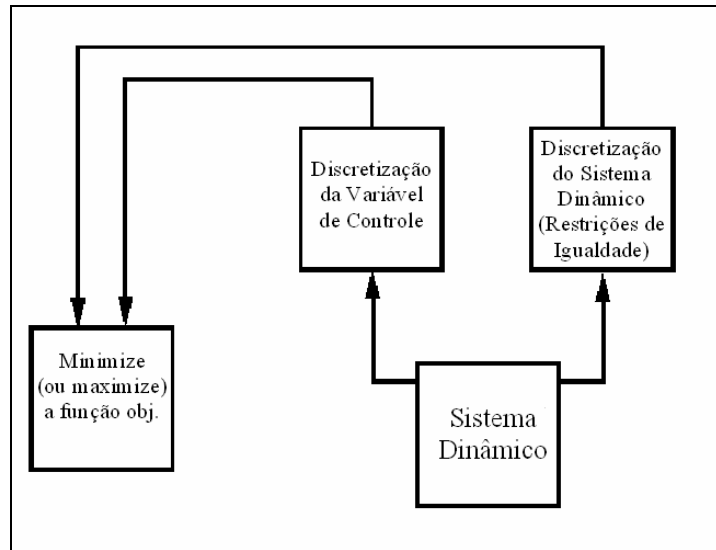 Discretização
da Variável
de Controle
Discretização
do Sistema
Dinâmico
(Restrições de
Igualdade)
Minimize
(ou maximize)
a função obj.
Sistema
Dinâmico